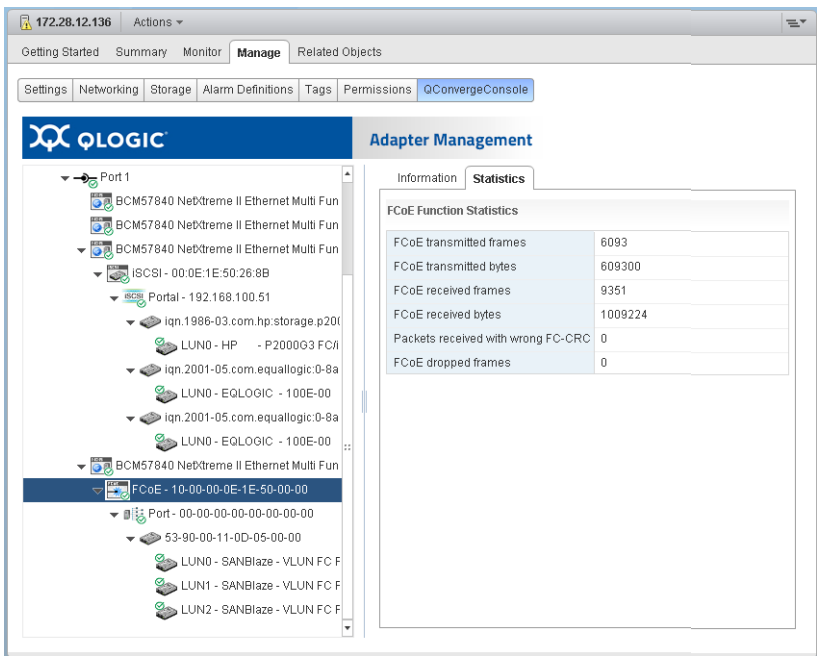 172.28.12.136 Actions
Getting Started Summary Monitor Manage Related Objects
Settings Networking Storage Alarm Definitions Tags Permissions QConvergeConsole
QLOGIC Adapter Management
Port 1
BCM57840 NetXtreme II Ethernet Multi Fun
BCM57840 NetXtreme II Ethernet Multi Fun
BCM57840 NetXtreme II Ethernet Multi Fun
iSCSI - 00:0E:1E:50:26:8B
iSCSI Portal - 192.168.100.51
iqn.1986-03.com.hp:storage.p200
LUN0 - HP - P2000G3 FC/i
iqn.2001-05.com.equallogic:0-8a
LUN0 - EQLOGIC - 100E-00
iqn.2001-05.com.equallogic:0-8a
LUN0 - EQLOGIC - 100E-00
BCM57840 NetXtreme II Ethernet Multi Fun
FCoE - 10-00-00-0E-1E-50-00-00
Port - 00-00-00-00-00-00-00-00
53-90-00-11-0D-05-00-00
LUN0 - SANBlaze - VLUN FC F
LUN1 - SANBlaze - VLUN FC F
LUN2 - SANBlaze - VLUN FC F
Information Statistics
FCoE Function Statistics
FCoE transmitted frames 6093
FCoE transmitted bytes 609300
FCoE received frames 9351
FCoE received bytes 1009224
Packets received with wrong FC-CRC 0
FCoE dropped frames 0